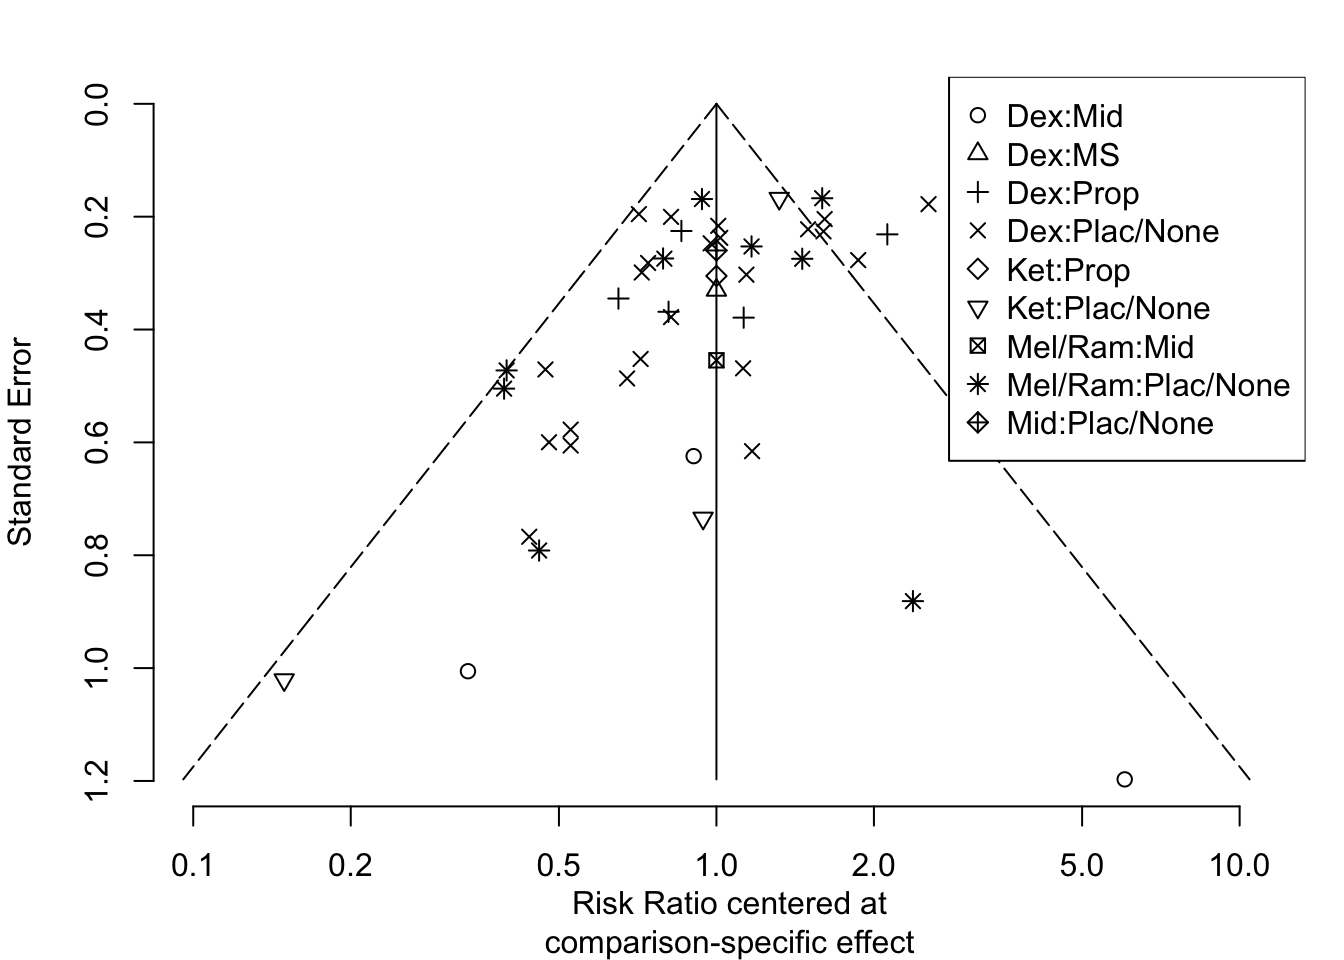 Dex:Mid
Dex:MS
Dex:Prop
Dex:Plac/None
Ket:Prop
Ket:Plac/None
Mel/Ram:Mid
Mel/Ram:Plac/None
Mid:Plac/None
Standard Error
0.0
0.2
0.4
0.6
0.8
1.0
1.2
0.1 0.2 0.5 1.0 2.0 5.0 10.0
Risk Ratio centered at
comparison-specific effect